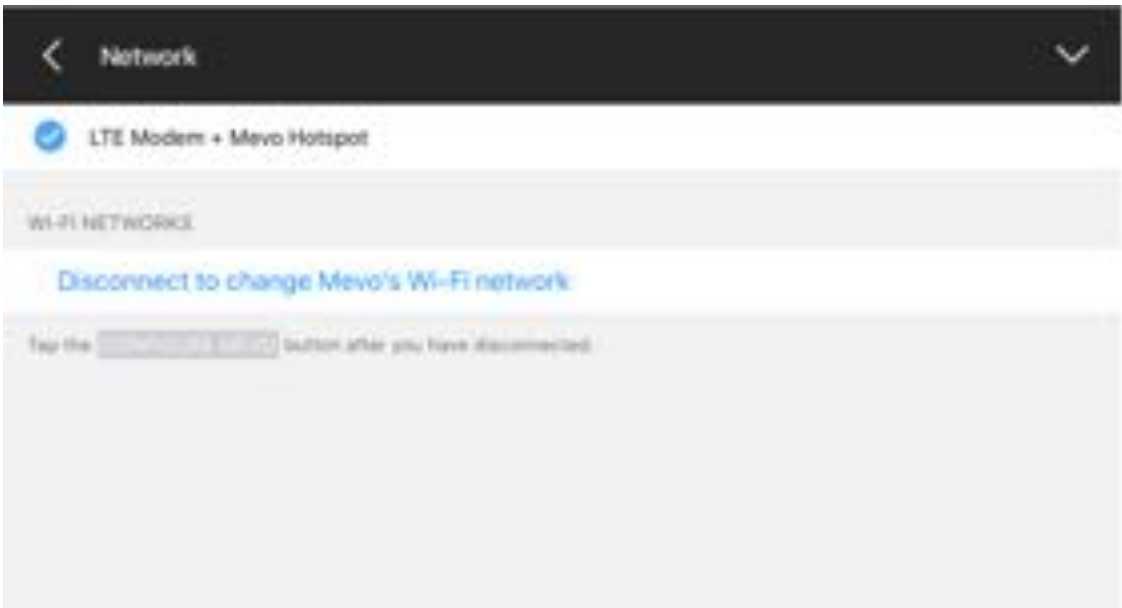 Network
LTE Modem + Mevo Hotspot
WI-FI NETWORKS
Disconnect to change Mevo's Wi-Fi network
Tap the button after you have disconnected.